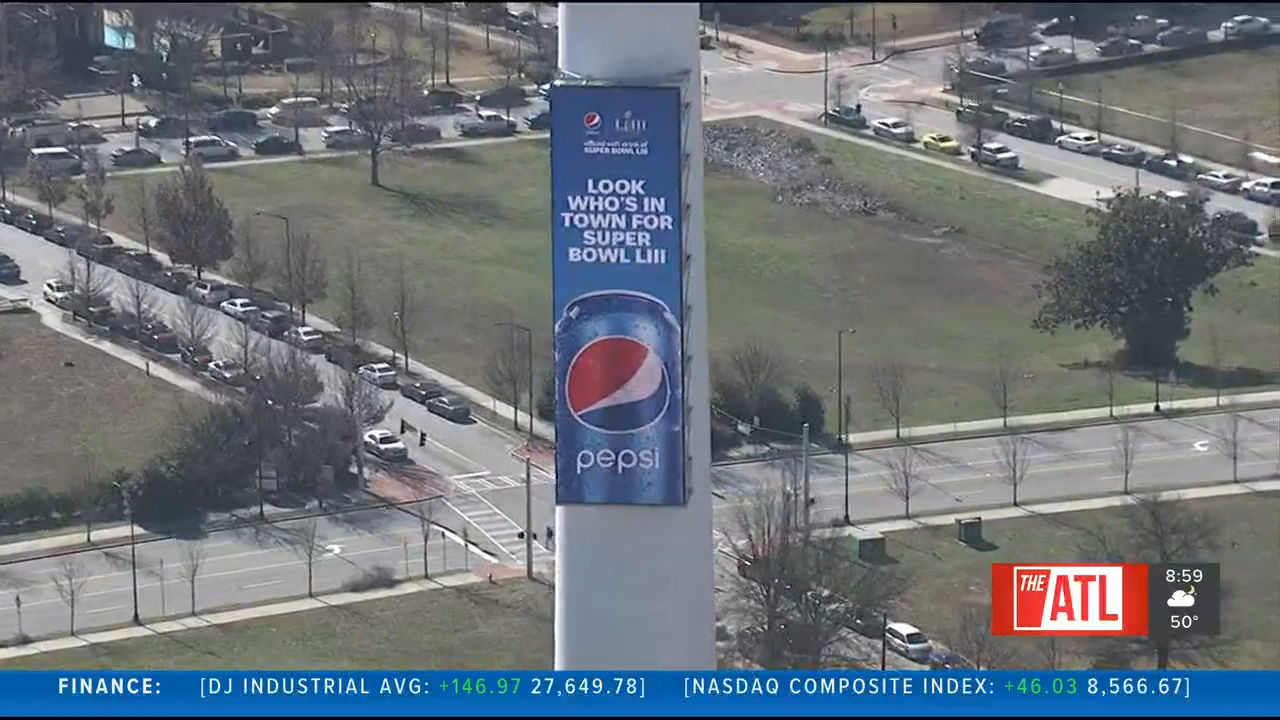 LIII
official soft drink of
SUPER BOWL LIII
LOOK
WHO'S IN
TOWN FOR
SUPER
BOWL LIII
pepsi
THE ATL
8:59
50°
FINANCE: [DJ INDUSTRIAL AVG: +146.97 27,649.78] [NASDAQ COMPOSITE INDEX: +46.03 8,566.67]